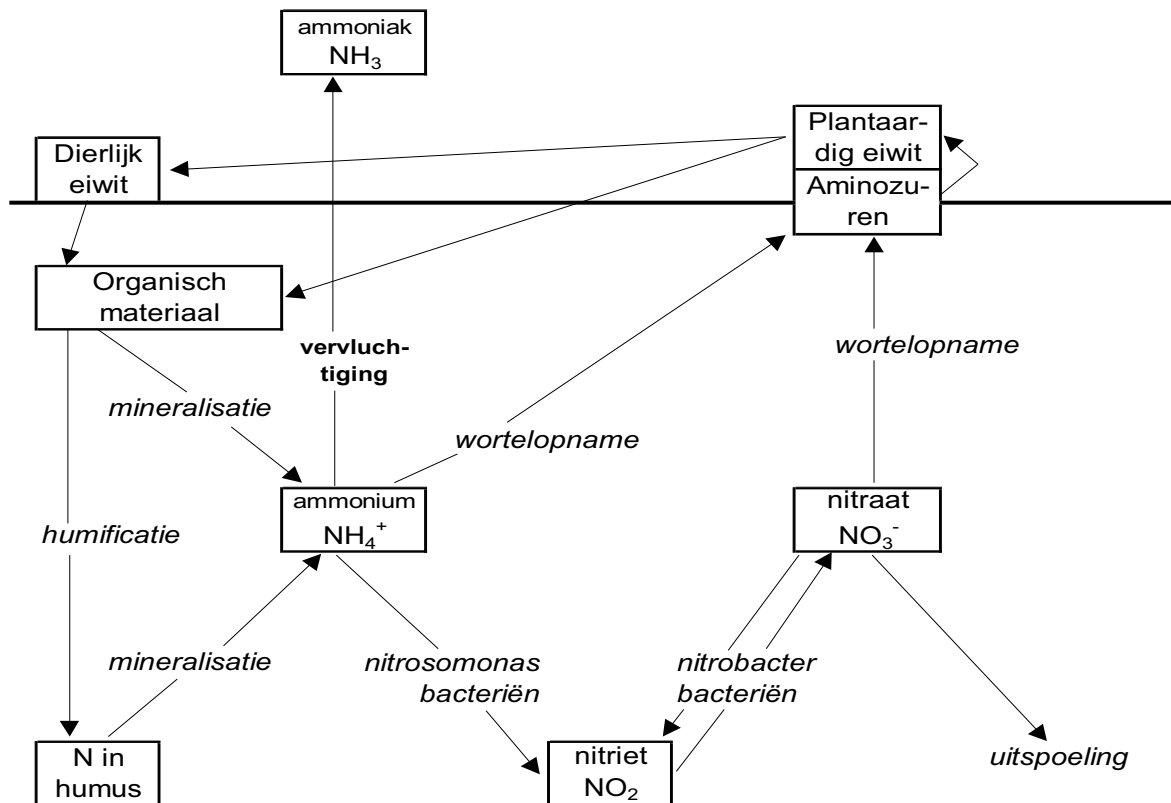 ammoniak
NH₃
Dierlijk
eiwit
Plantaar-
dig eiwit
Aminozu-
ren
Organisch
materiaal
vervluch-
tiging
wortelopname
mineralisatie
wortelopname
ammonium
NH₄⁺
nitraat
NO₃⁻
humificatie
mineralisatie
nitrosomonas
bacteriën
nitrobacter
bacteriën
N in
humus
nitriet
NO₂
uitspoeling